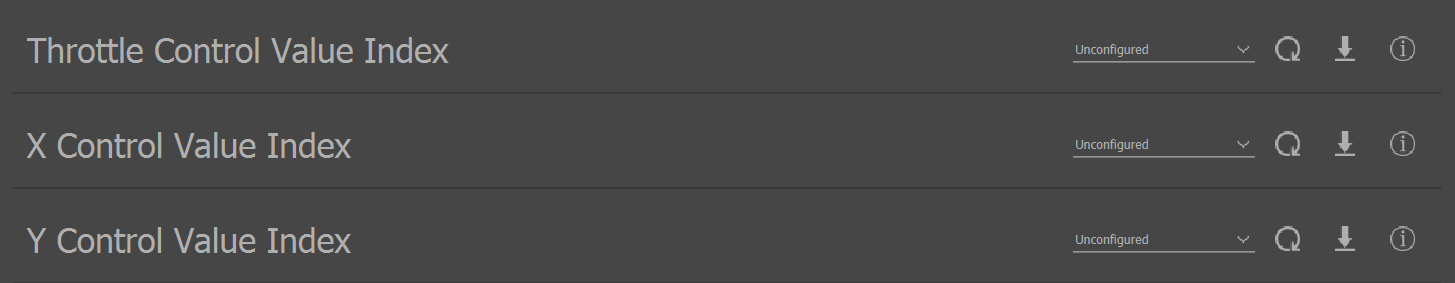 Throttle Control Value Index Unconfigured
X Control Value Index Unconfigured
Y Control Value Index Unconfigured